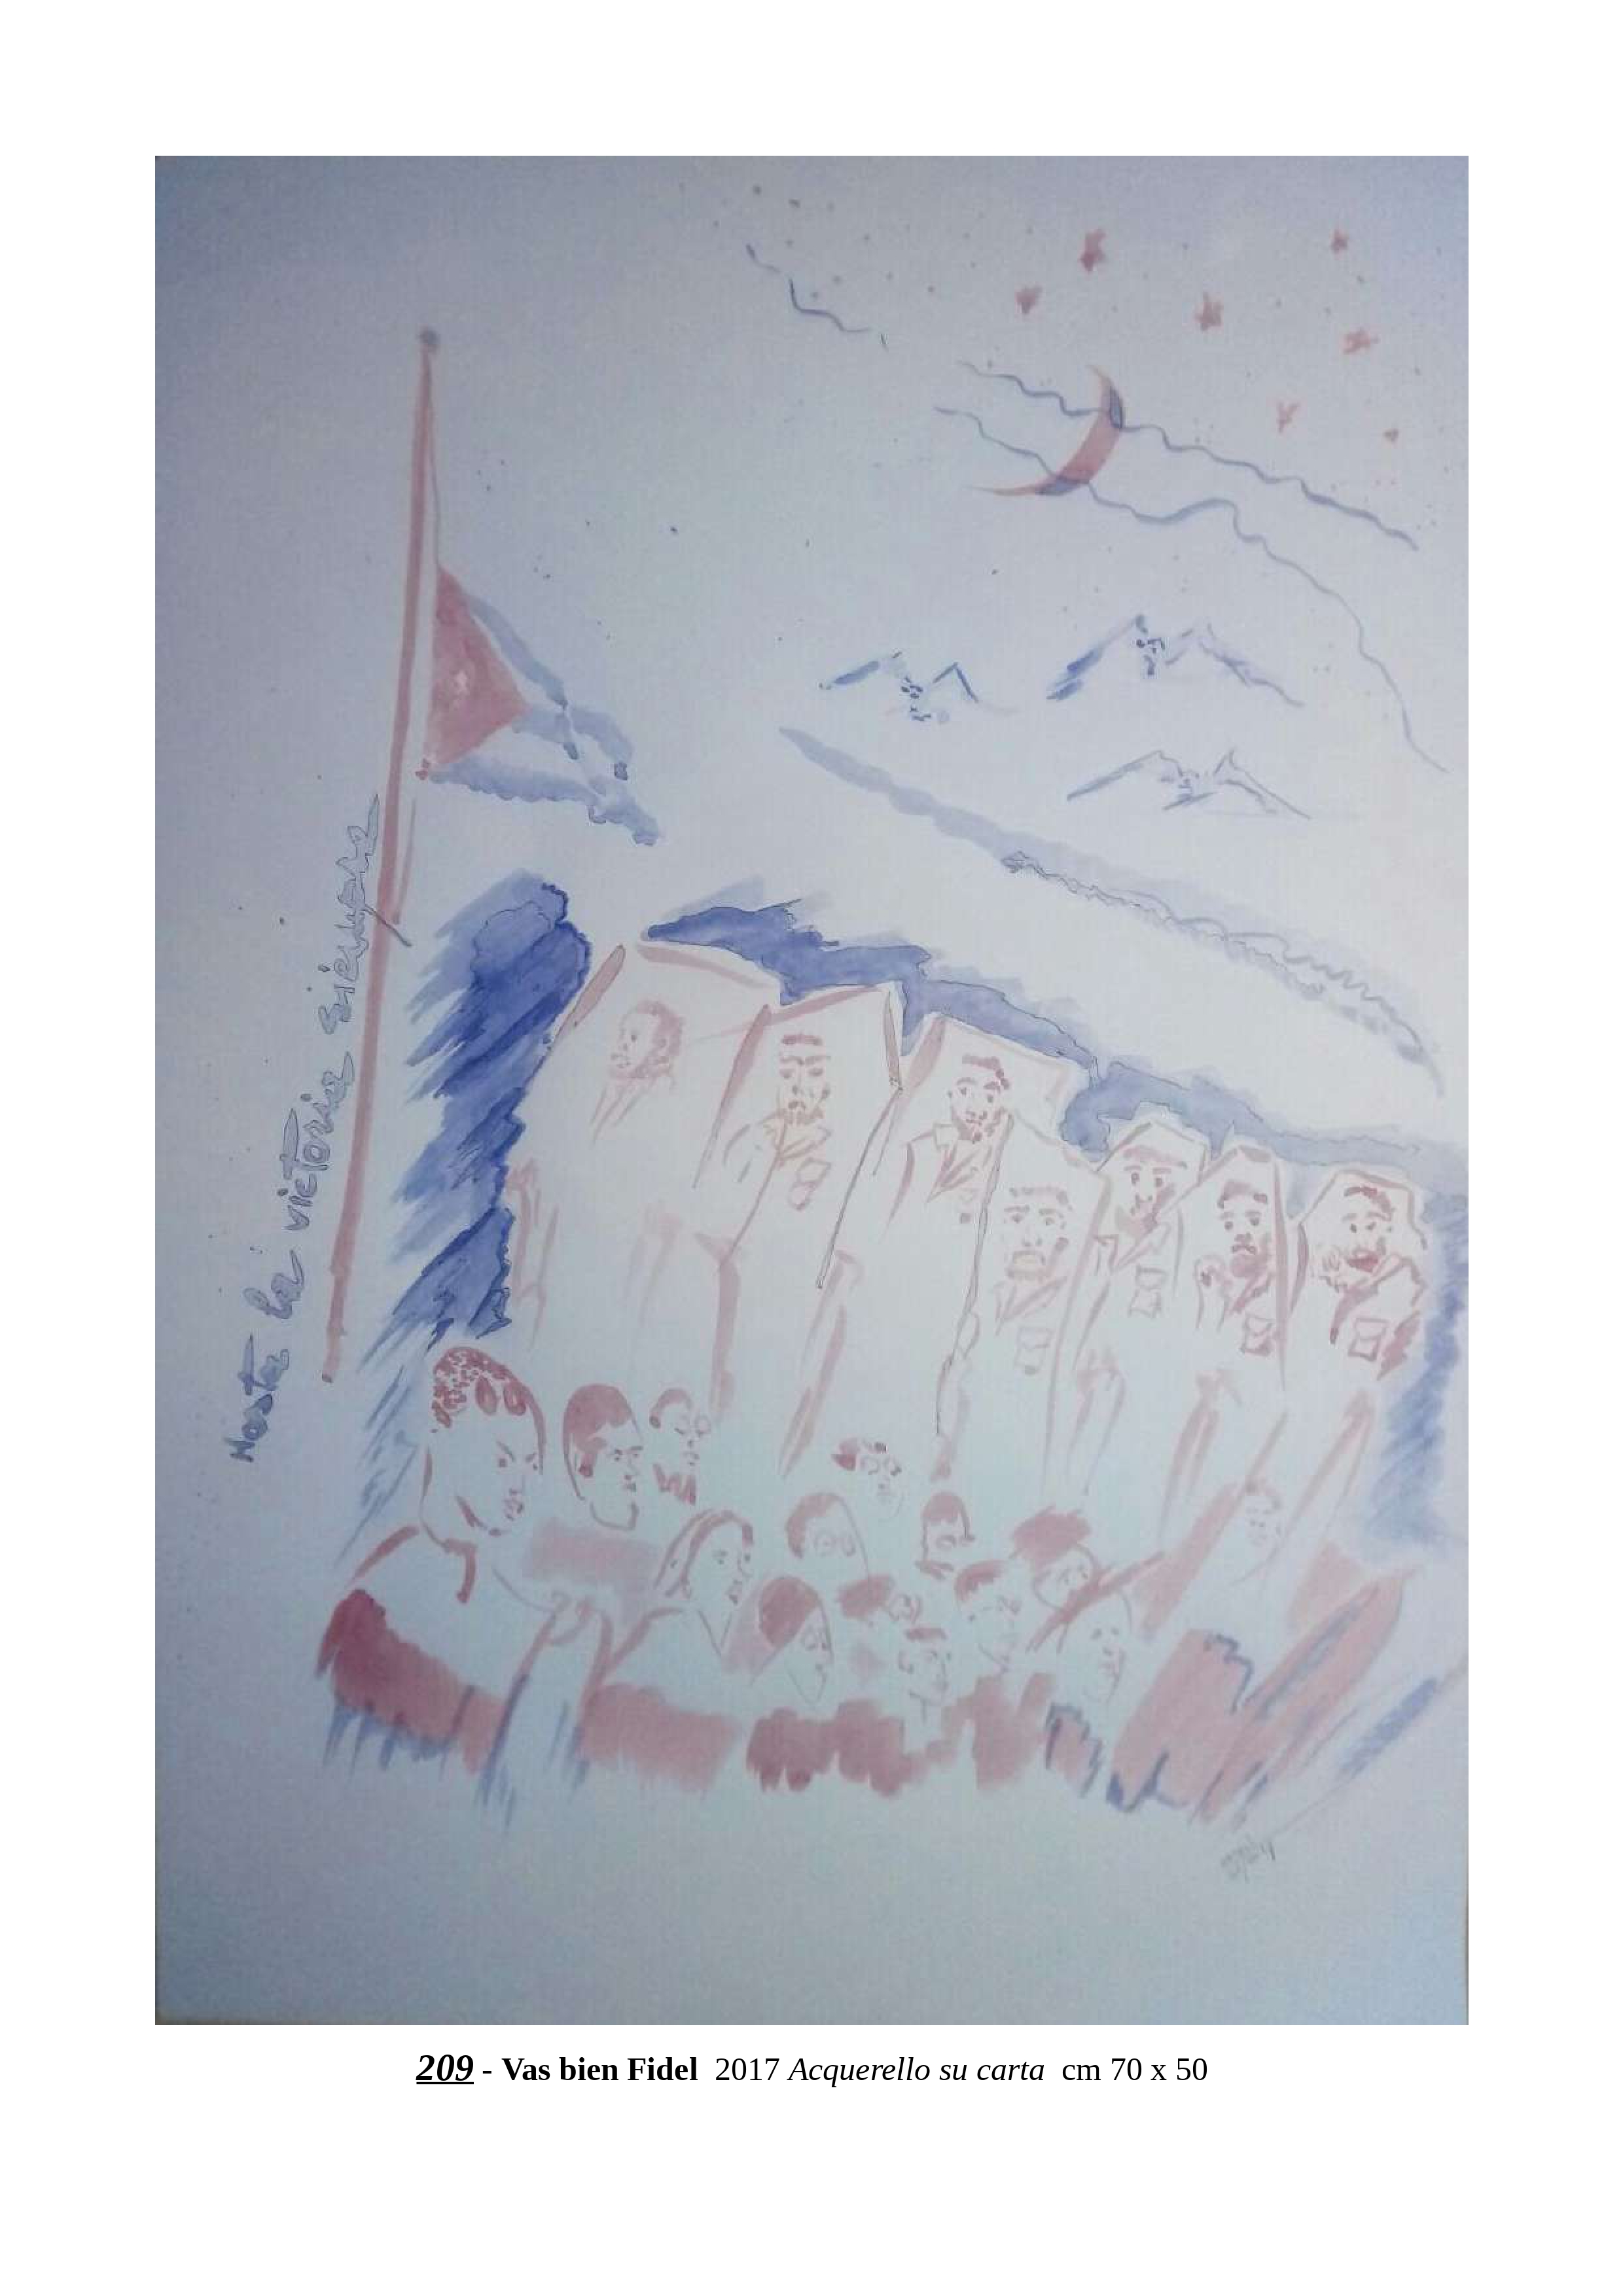 Hasta la victoria siempre
209 - Vas bien Fidel 2017 Acquerello su carta cm 70 x 50